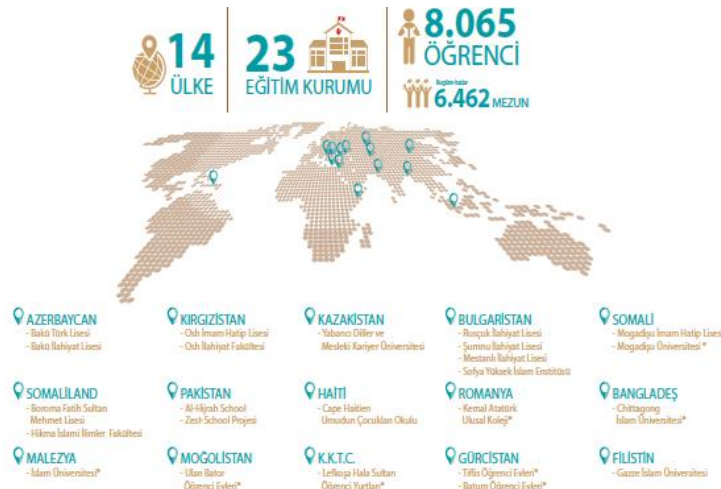 14
ÜLKE
23
EĞİTİM KURUMU
8.065
ÖĞRENCİ
Bugüne kadar
6.462 MEZUN
AZERBAYCAN
- Bakü Türk Lisesi
- Bakü İlahiyat Lisesi
KIRGIZİSTAN
- Osh İmam Hatip Lisesi
- Osh İlahiyat Fakültesi
KAZAKİSTAN
- Yabancı Diller ve
Mesleki Kariyer Üniversitesi
BULGARİSTAN
- Rusçuk İlahiyat Lisesi
- Şumnu İlahiyat Lisesi
- Mestanlı İlahiyat Lisesi
- Sofya Yüksek İslam Enstitüsü
SOMALİ
- Mogadişu İmam Hatip Lises
- Mogadişu Üniversitesi *
SOMALİLAND
- Boroma Fatih Sultan
Mehmet Lisesi
- Hikma İslami İlimler Fakültesi
PAKİSTAN
- Al-Hijrah School
- Zest-School Projesi
HAİTİ
- Cape Haitien
Umudun Çocukları Okulu
ROMANYA
- Kemal Atatürk
Ulusal Koleji*
BANGLADEŞ
- Chittagong
İslam Üniversitesi*
MALEZYA
- İslam Üniversitesi*
MOĞOLİSTAN
- Ulan Bator
Öğrenci Evleri*
K.K.T.C.
- Lefkoşa Hala Sultan
Öğrenci Yurtları*
GÜRCİSTAN
- Tiflis Öğrenci Evleri*
- Batum Öğrenci Evleri*
FİLİSTİN
- Gazze İslam Üniversitesi